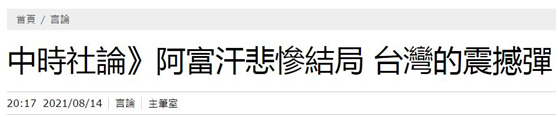 首頁 / 言論
中時社論》阿富汗悲慘結局 台灣的震撼彈
20:17 2021/08/14 | 言論 | 主筆室